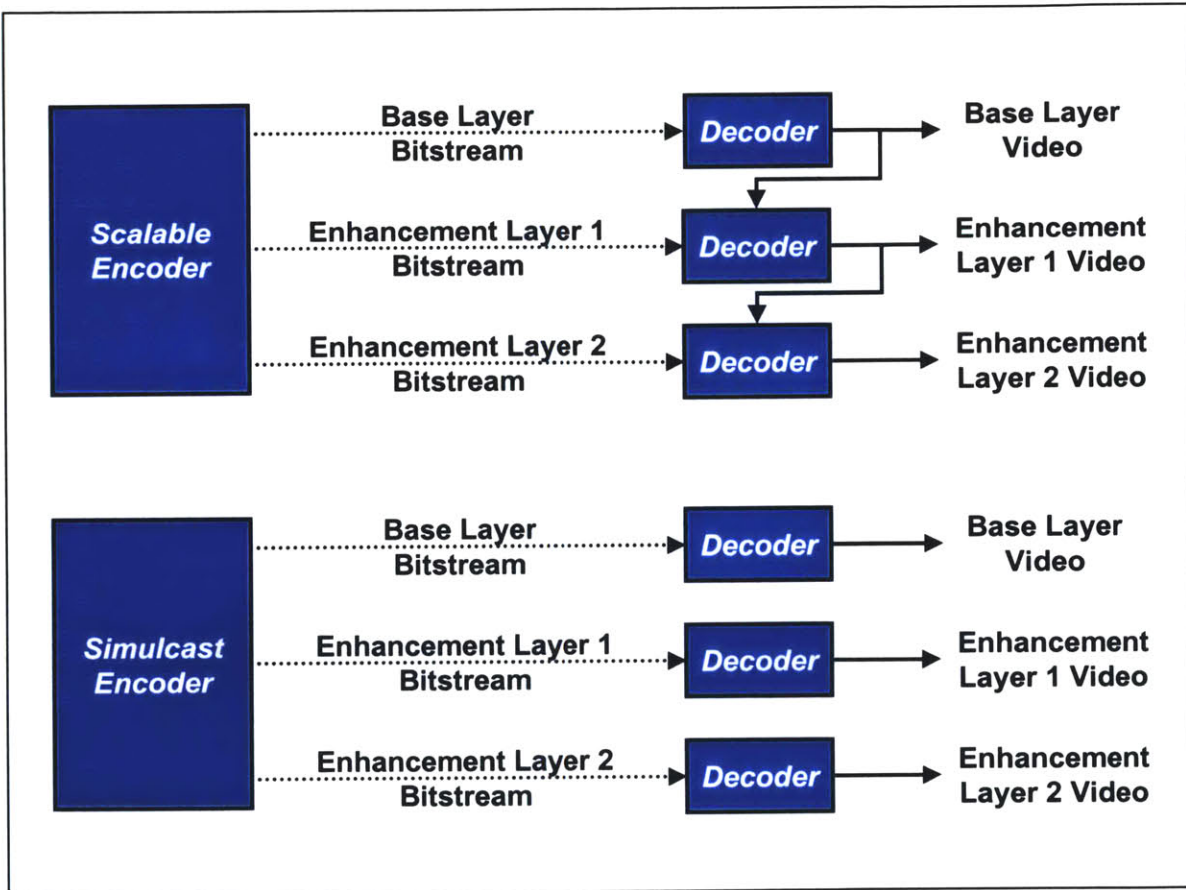 Scalable
Encoder
Base Layer
Bitstream
Decoder
Base Layer
Video
Enhancement Layer 1
Bitstream
Decoder
Enhancement
Layer 1 Video
Enhancement Layer 2
Bitstream
Decoder
Enhancement
Layer 2 Video
Simulcast
Encoder
Base Layer
Bitstream
Decoder
Base Layer
Video
Enhancement Layer 1
Bitstream
Decoder
Enhancement
Layer 1 Video
Enhancement Layer 2
Bitstream
Decoder
Enhancement
Layer 2 Video